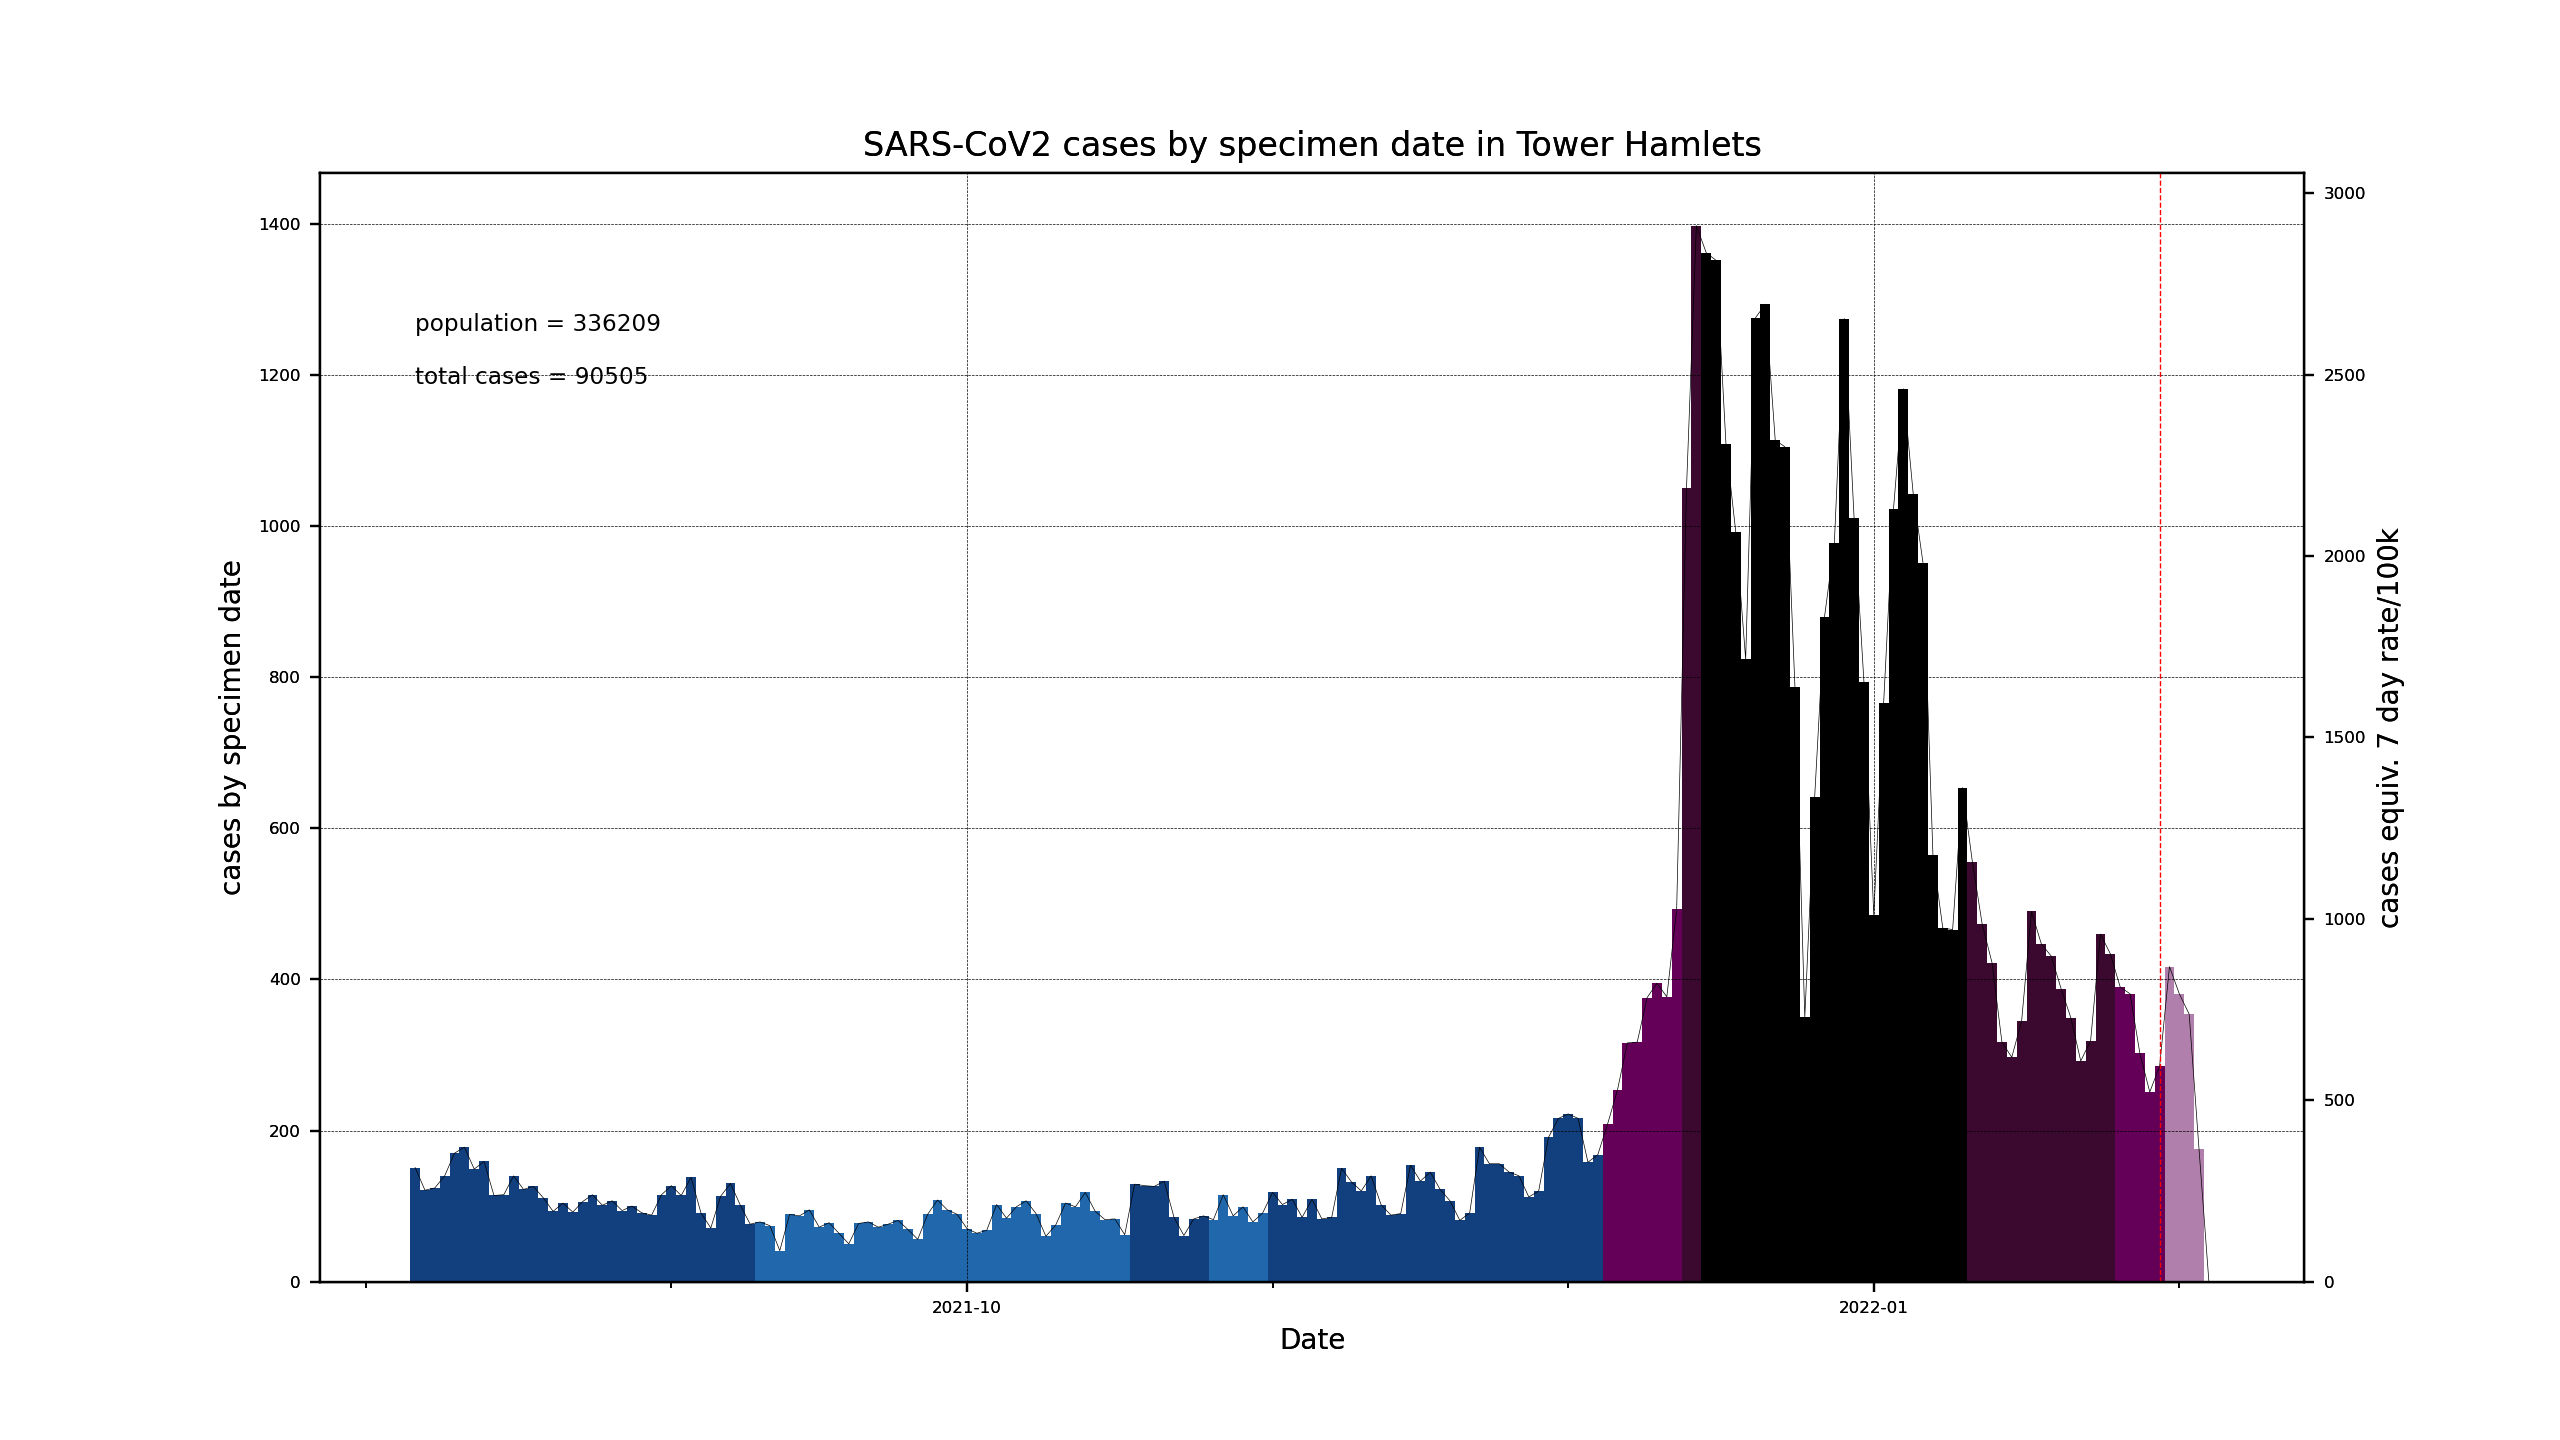 SARS-CoV2 cases by specimen date in Tower Hamlets
population = 336209
total cases = 90505
cases by specimen date
1400
1200
1000
800
600
400
200
0
3000
2500
2000
1500
1000
500
0
cases equiv. 7 day rate/100k
2021-10
2022-01
Date